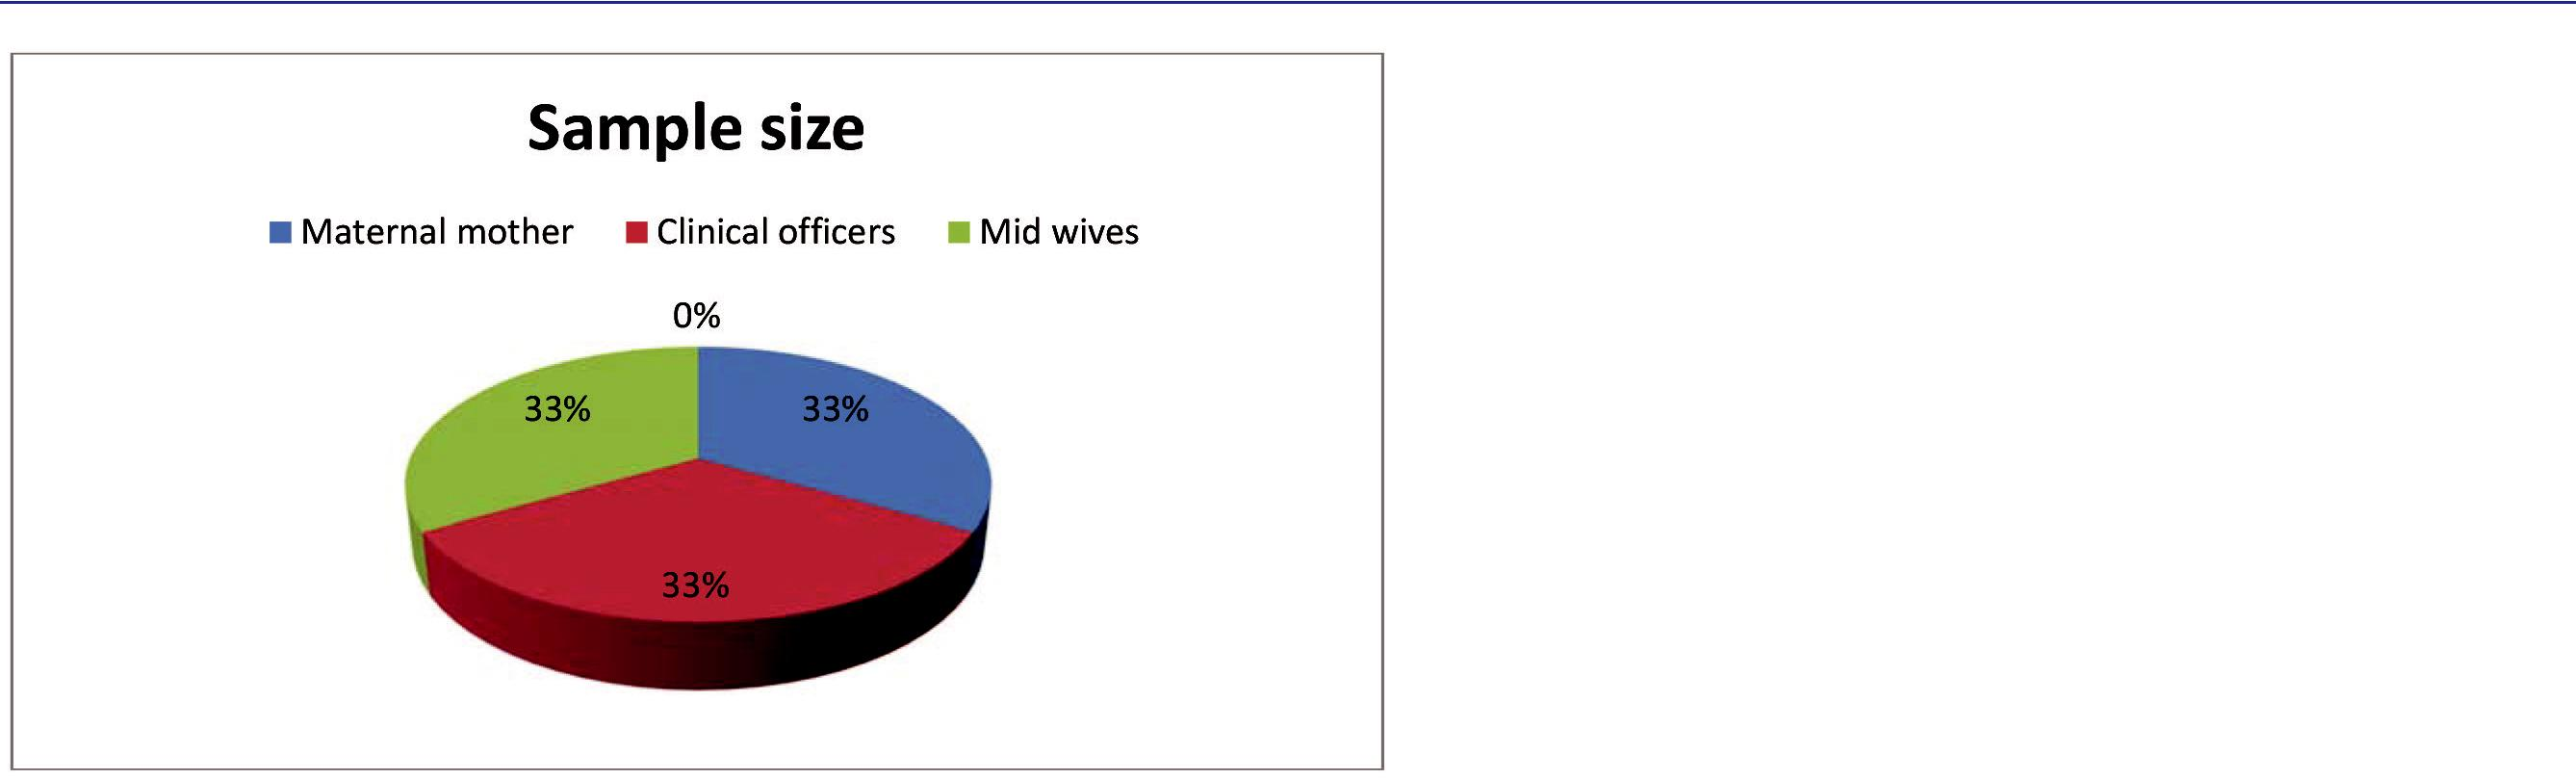 Sample size
Maternal mother Clinical officers Mid wives
0%
33% 33%
33%